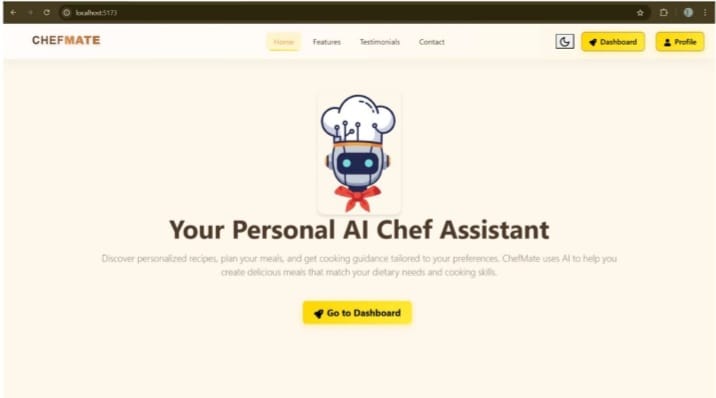 localhost:5173
CHEFMATE
Home
Features
Testimonials
Contact
Dashboard
Profile
Your Personal AI Chef Assistant
Discover personalized recipes, plan your meals, and get cooking guidance tailored to your preferences. ChefMate uses AI to help you
create delicious meals that match your dietary needs and cooking skills.
Go to Dashboard